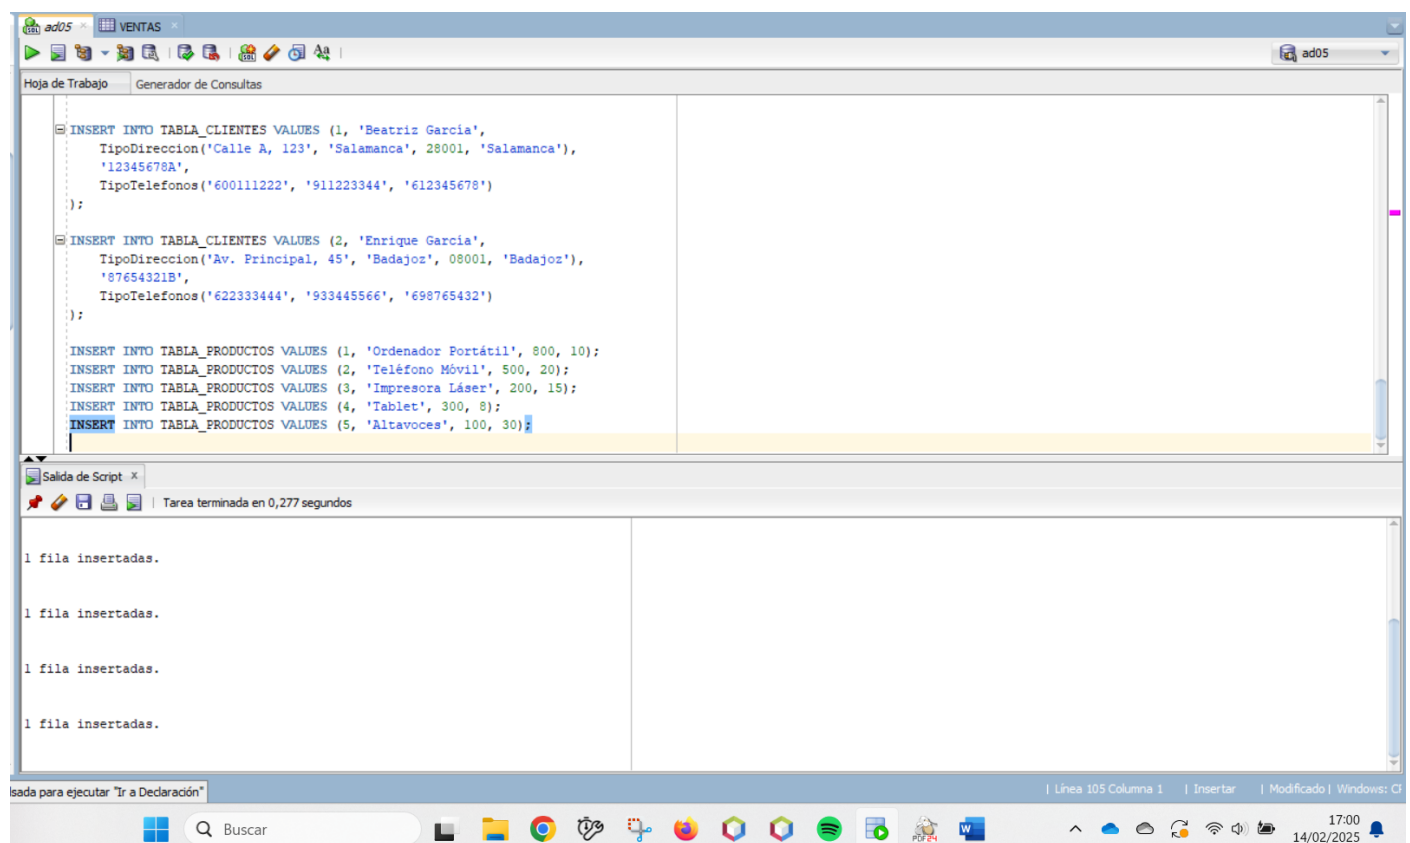 ad05
VENTAS
ad05
Hoja de Trabajo
Generador de Consultas
INSERT INTO TABLA_CLIENTES VALUES (1, 'Beatriz García',
TipoDireccion('Calle A, 123', 'Salamanca', 28001, 'Salamanca'),
'12345678A',
TipoTelefonos('600111222', '911223344', '612345678')
);
INSERT INTO TABLA_CLIENTES VALUES (2, 'Enrique García',
TipoDireccion('Av. Principal, 45', 'Badajoz', 08001, 'Badajoz'),
'87654321B',
TipoTelefonos('622333444', '933445566', '698765432')
);
INSERT INTO TABLA_PRODUCTOS VALUES (1, 'Ordenador Portátil', 800, 10);
INSERT INTO TABLA_PRODUCTOS VALUES (2, 'Teléfono Móvil', 500, 20);
INSERT INTO TABLA_PRODUCTOS VALUES (3, 'Impresora Láser', 200, 15);
INSERT INTO TABLA_PRODUCTOS VALUES (4, 'Tablet', 300, 8);
INSERT INTO TABLA_PRODUCTOS VALUES (5, 'Altavoces', 100, 30);
Salida de Script
Tarea terminada en 0,277 segundos
1 fila insertadas.
1 fila insertadas.
1 fila insertadas.
1 fila insertadas.
para ejecutar "Ir a Declaración"
| Línea 105 Columna 1 | Insertar | Modificado | Windows:
Buscar
17:00
14/02/2025